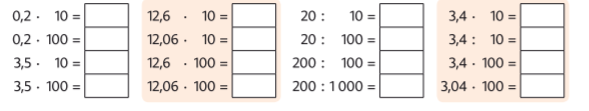 0,2 · 10 =
0,2 · 100 =
3,5 · 10 =
3,5 · 100 =
12,6 · 10 =
12,06 · 10 =
12,6 · 100 =
12,06 · 100 =
20 : 10 =
20 : 100 =
200 : 100 =
200 : 1 000 =
3,4 · 10 =
3,4 : 10 =
3,4 · 100 =
3,04 · 100 =